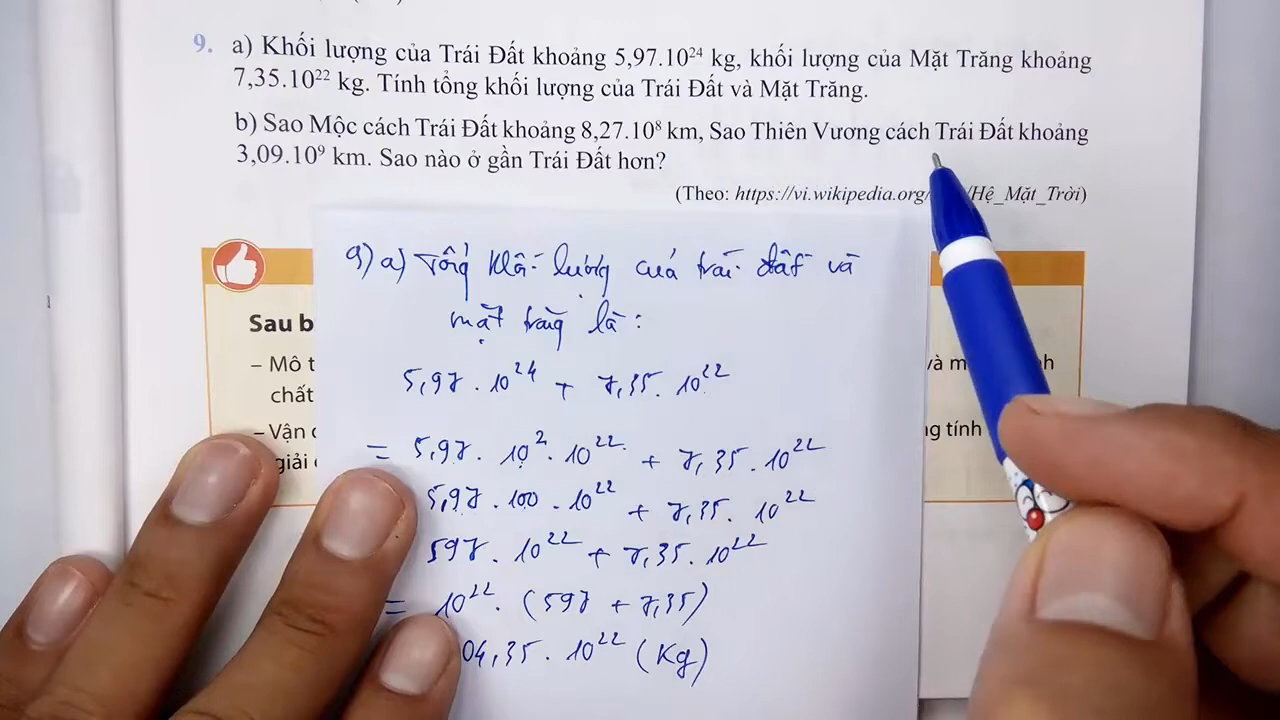 9. a) Khối lượng của Trái Đất khoảng 5,97.10²⁴ kg, khối lượng của Mặt Trăng khoảng
7,35.10²² kg. Tính tổng khối lượng của Trái Đất và Mặt Trăng.
b) Sao Mộc cách Trái Đất khoảng 8,27.10⁸ km, Sao Thiên Vương cách Trái Đất khoảng
3,09.10⁹ km. Sao nào ở gần Trái Đất hơn?
(Theo: https://vi.wikipedia.org/ /Hệ_Mặt_Trời)
9) a) Tổng khối lượng của trái đất và
mặt trăng là:
5,97 . 10²⁴ + 7,35 . 10²²
= 5,97 . 10² . 10²² + 7,35 . 10²²
5,97 . 100 . 10²² + 7,35 . 10²²
597 . 10²² + 7,35 . 10²²
= 10²² . (597 + 7,35)
04,35 . 10²² (Kg)
Sau b
– Mô t
và m
nh
chất
– Vận
ng tính
giải